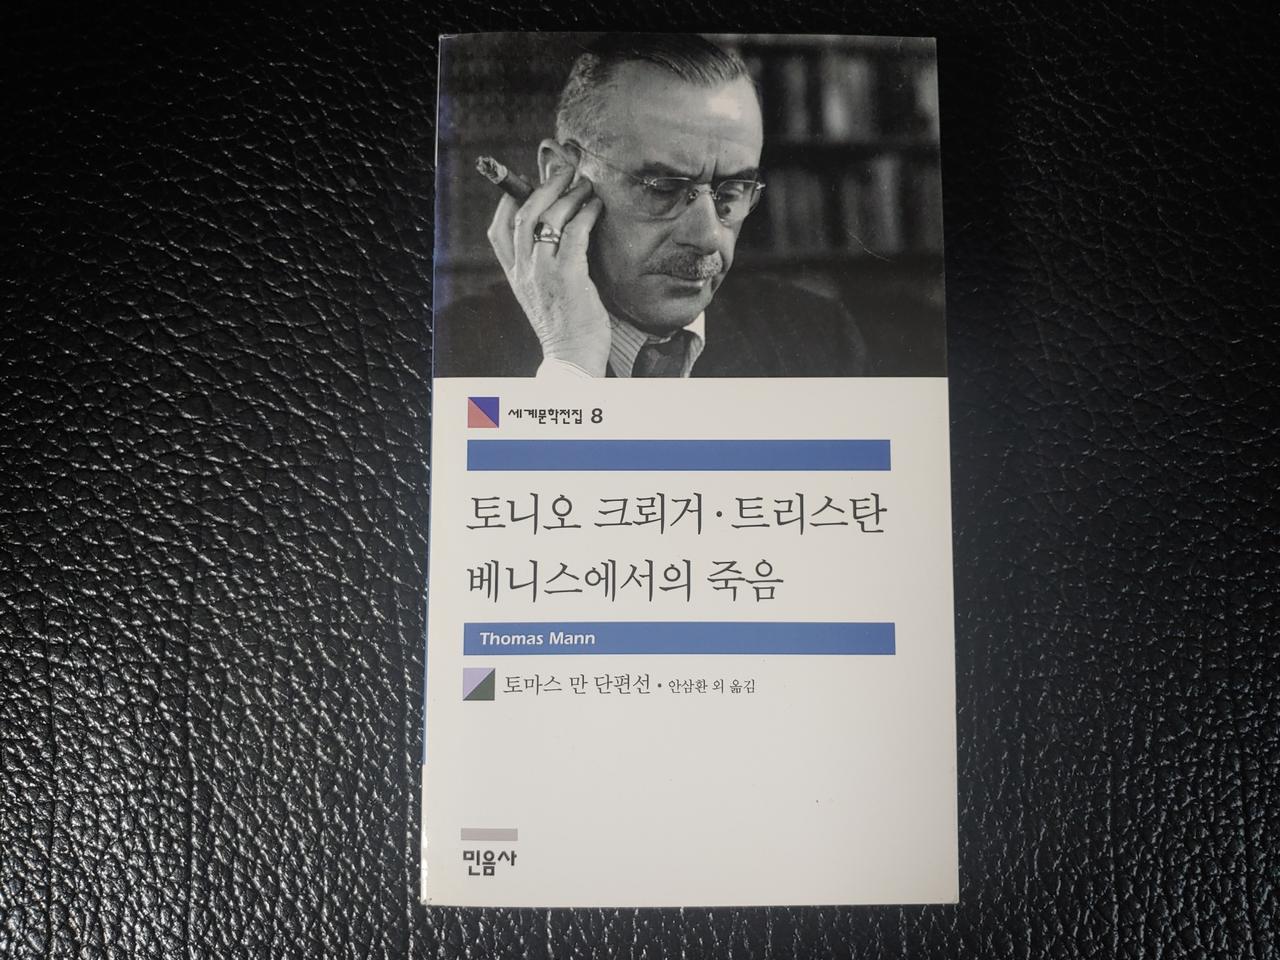 세계문학전집 8
토니오 크뢰거·트리스탄
베니스에서의 죽음
Thomas Mann
토마스 만 단편선·안삼환 외 옮김
민음사